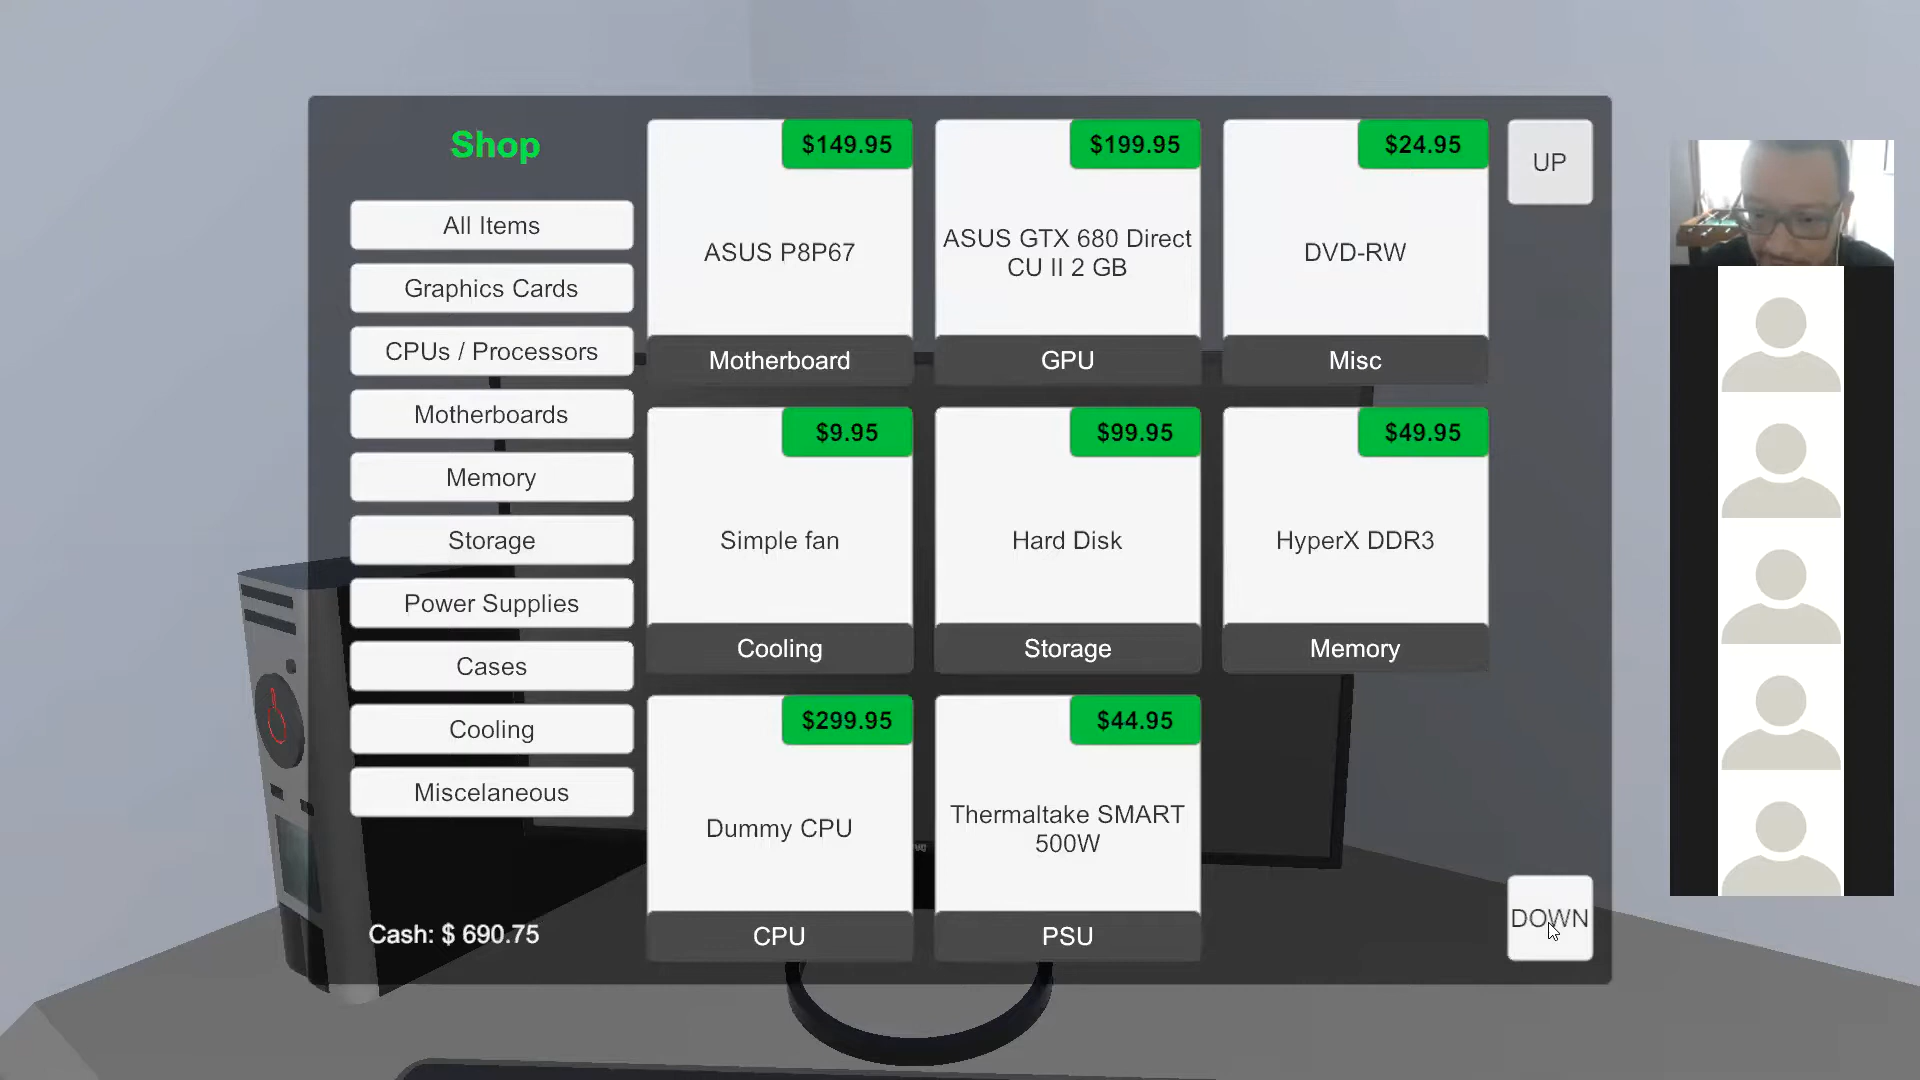 Shop
All Items
Graphics Cards
CPUs / Processors
Motherboards
Memory
Storage
Power Supplies
Cases
Cooling
Miscelaneous
Cash: $ 690.75
$149.95
ASUS P8P67
Motherboard
$199.95
ASUS GTX 680 Direct
CU II 2 GB
GPU
$24.95
DVD-RW
Misc
$9.95
Simple fan
Cooling
$99.95
Hard Disk
Storage
$49.95
HyperX DDR3
Memory
$299.95
Dummy CPU
CPU
$44.95
Thermaltake SMART
500W
PSU
UP
DOWN